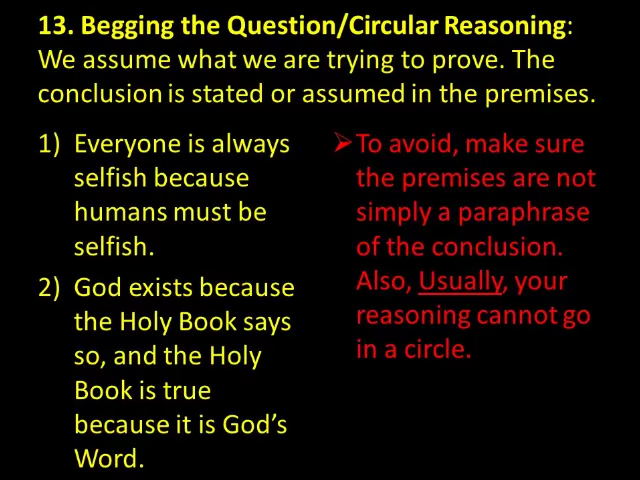 13. Begging the Question/Circular Reasoning:
We assume what we are trying to prove. The
conclusion is stated or assumed in the premises.
1) Everyone is always
selfish because
humans must be
selfish.
2) God exists because
the Holy Book says
so, and the Holy
Book is true
because it is God’s
Word.
➢To avoid, make sure
the premises are not
simply a paraphrase
of the conclusion.
Also, Usually, your
reasoning cannot go
in a circle.